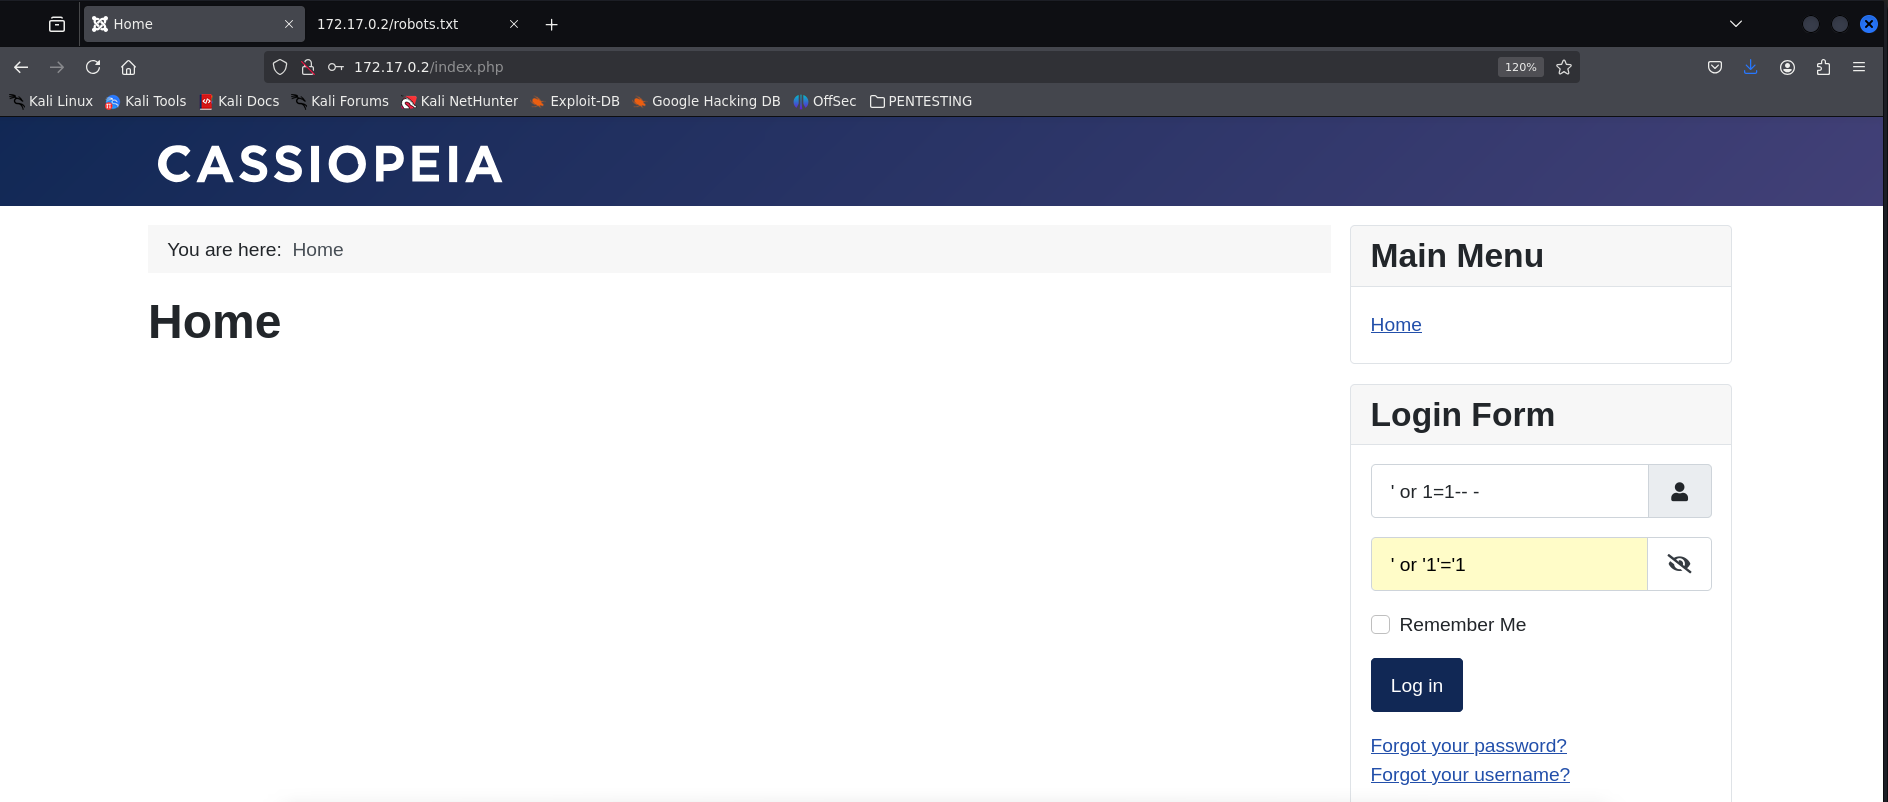 Home
172.17.0.2/robots.txt
172.17.0.2/index.php
120%
Kali Linux Kali Tools Kali Docs Kali Forums Kali NetHunter Exploit-DB Google Hacking DB OffSec PENTESTING
CASSIOPEIA
You are here: Home
Home
Main Menu
Home
Login Form
' or 1=1-- -
' or '1'='1
Remember Me
Log in
Forgot your password?
Forgot your username?